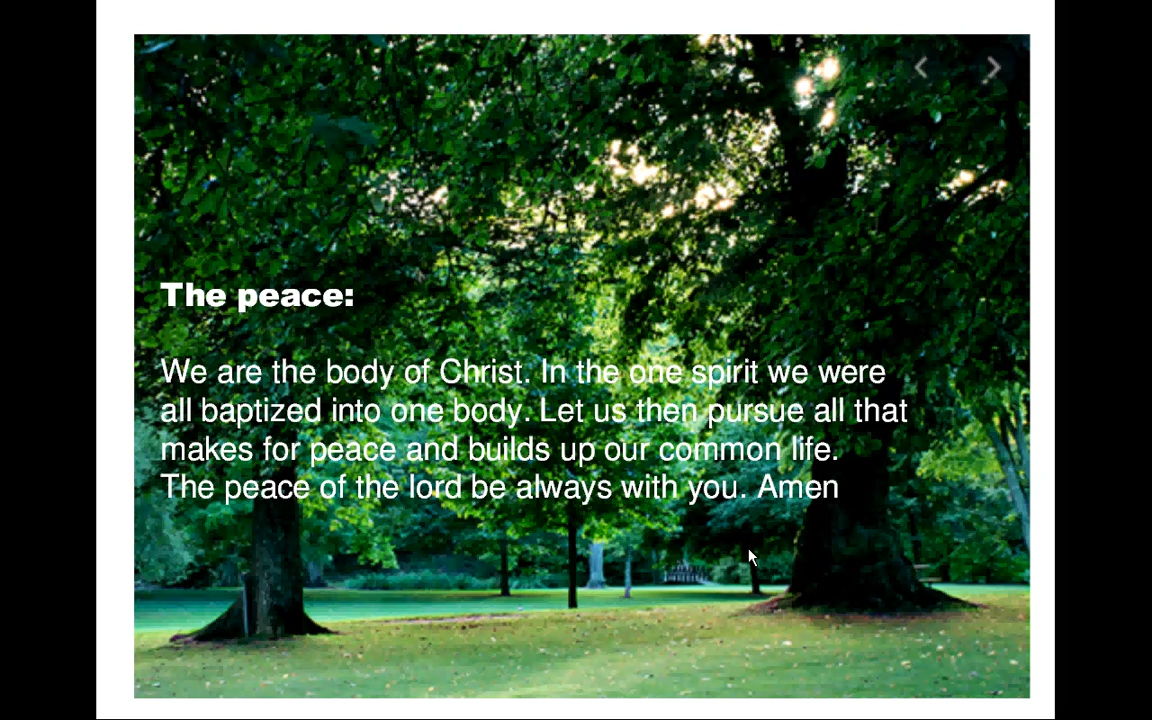 The peace:
We are the body of Christ. In the one spirit we were
all baptized into one body. Let us then pursue all that
makes for peace and builds up our common life.
The peace of the lord be always with you. Amen